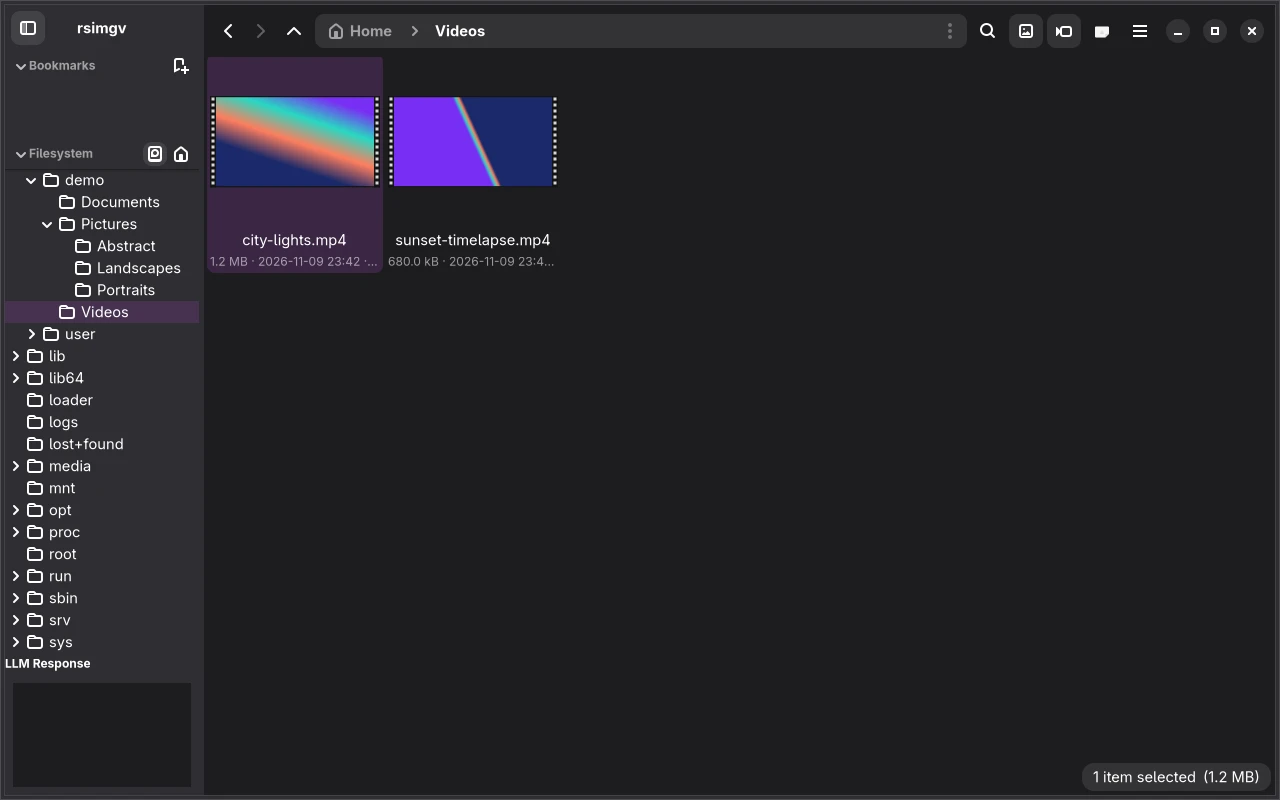 rsimgv
Home
Videos
Bookmarks
Filesystem
demo
Documents
Pictures
Abstract
Landscapes
Portraits
Videos
user
lib
lib64
loader
logs
lost+found
media
mnt
opt
proc
root
run
sbin
srv
sys
LLM Response
city-lights.mp4
1.2 MB · 2026-11-09 23:42 ·...
sunset-timelapse.mp4
680.0 kB · 2026-11-09 23:4...
1 item selected (1.2 MB)